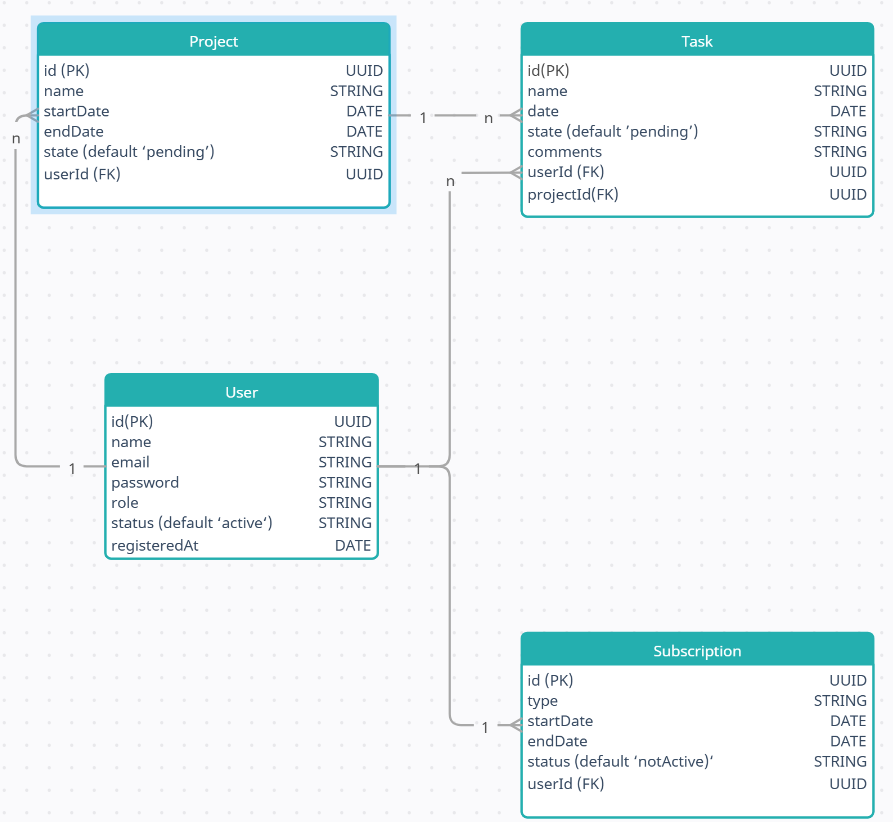 Project
id (PK) UUID
name STRING
startDate DATE
endDate DATE
state (default ‘pending’) STRING
userId (FK) UUID
Task
id(PK) UUID
name STRING
date DATE
state (default ’pending’) STRING
comments STRING
userId (FK) UUID
projectId(FK) UUID
1
n
n
n
User
id(PK) UUID
name STRING
email STRING
password STRING
role STRING
status (default ‘active‘) STRING
registeredAt DATE
1
1
Subscription
id (PK) UUID
type STRING
startDate DATE
endDate DATE
status (default ‘notActive)‘ STRING
userId (FK) UUID
1